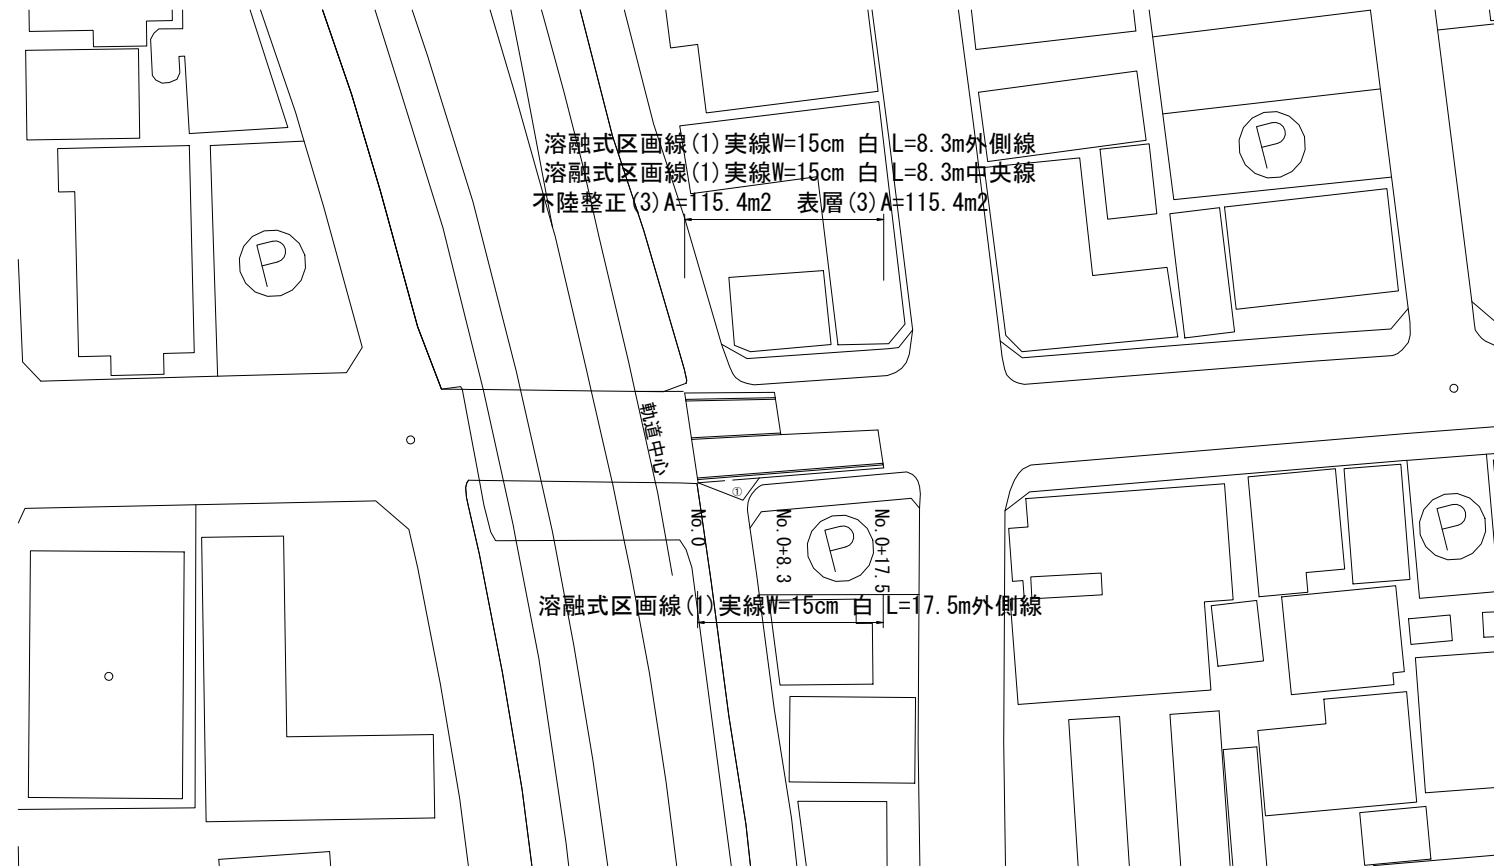 溶融式区画線(1)実線W=15cm 白 L=8.3m外側線
溶融式区画線(1)実線W=15cm 白 L=8.3m中央線
不陸整正(3)A=115.4m2 表層(3)A=115.4m2
P
P
軌道中心
①
No.0
No.0+8.3
No.0+17.5
P
P
溶融式区画線(1)実線W=15cm 白 L=17.5m外側線